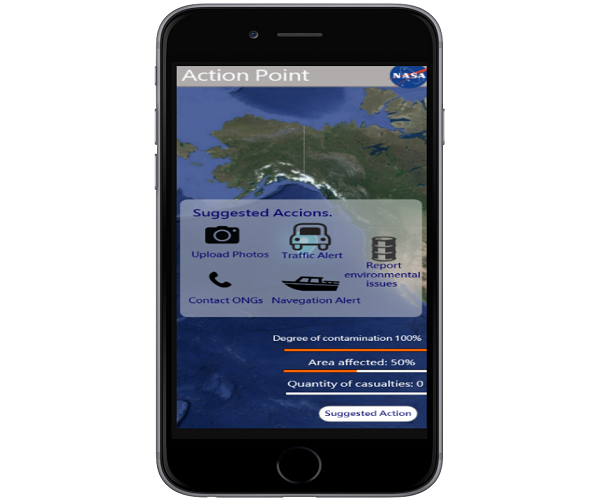 Action Point
NASA
Suggested Accions.
Upload Photos
Traffic Alert
Report
environmental
issues
Contact ONGs
Navegation Alert
Degree of contamination 100%
Area affected: 50%
Quantity of casualties: 0
Suggested Action